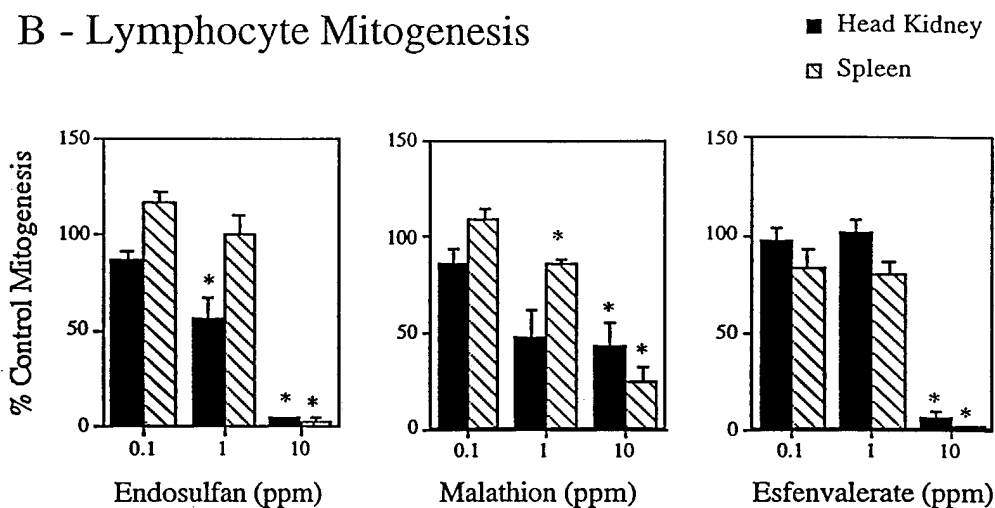 B - Lymphocyte Mitogenesis
Head Kidney
Spleen
% Control Mitogenesis
150
100
50
0
* * *
0.1 1 10
Endosulfan (ppm)
150
100
50
0
* * *
0.1 1 10
Malathion (ppm)
150
100
50
0
* *
0.1 1 10
Esfenvalerate (ppm)